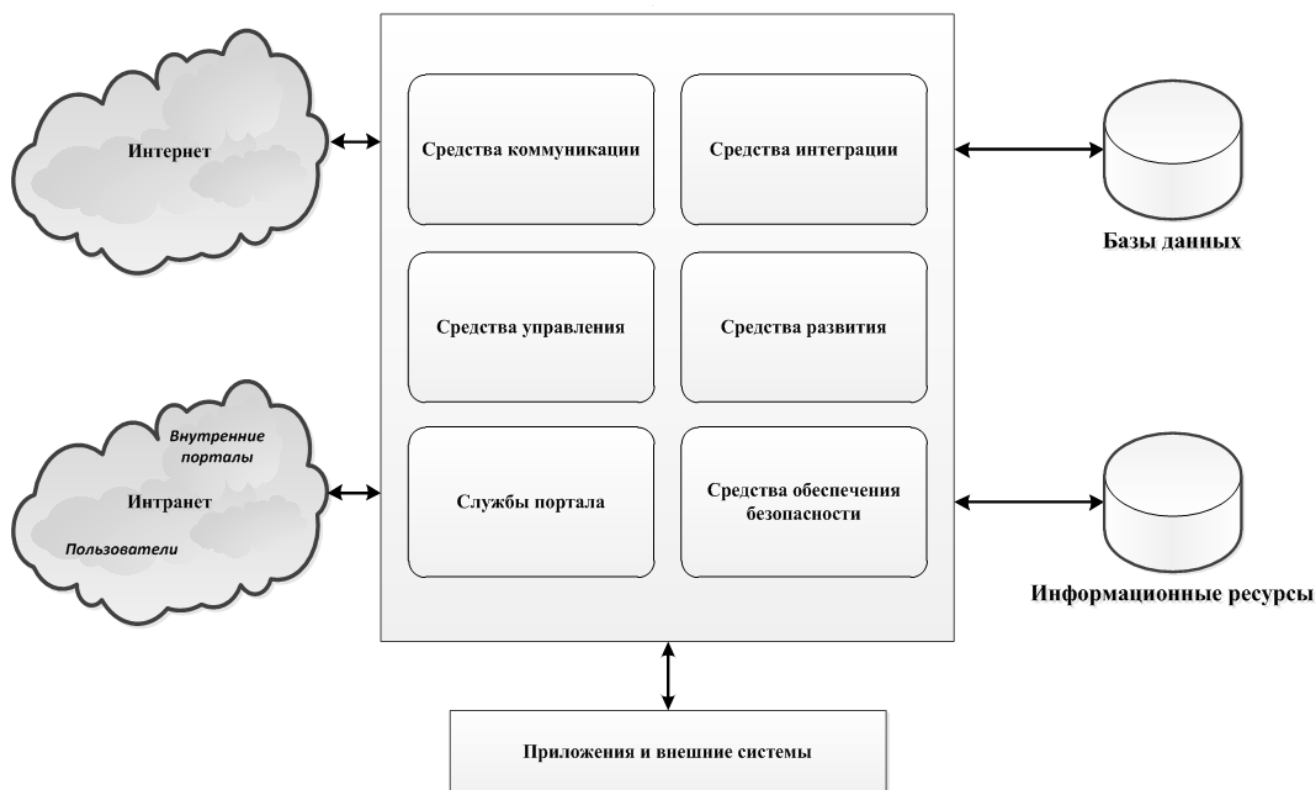 Интернет
Средства коммуникации
Средства интеграции
Базы данных
Средства управления
Средства развития
Внутренние
порталы
Интранет
Пользователи
Службы портала
Средства обеспечения
безопасности
Информационные ресурсы
Приложения и внешние системы